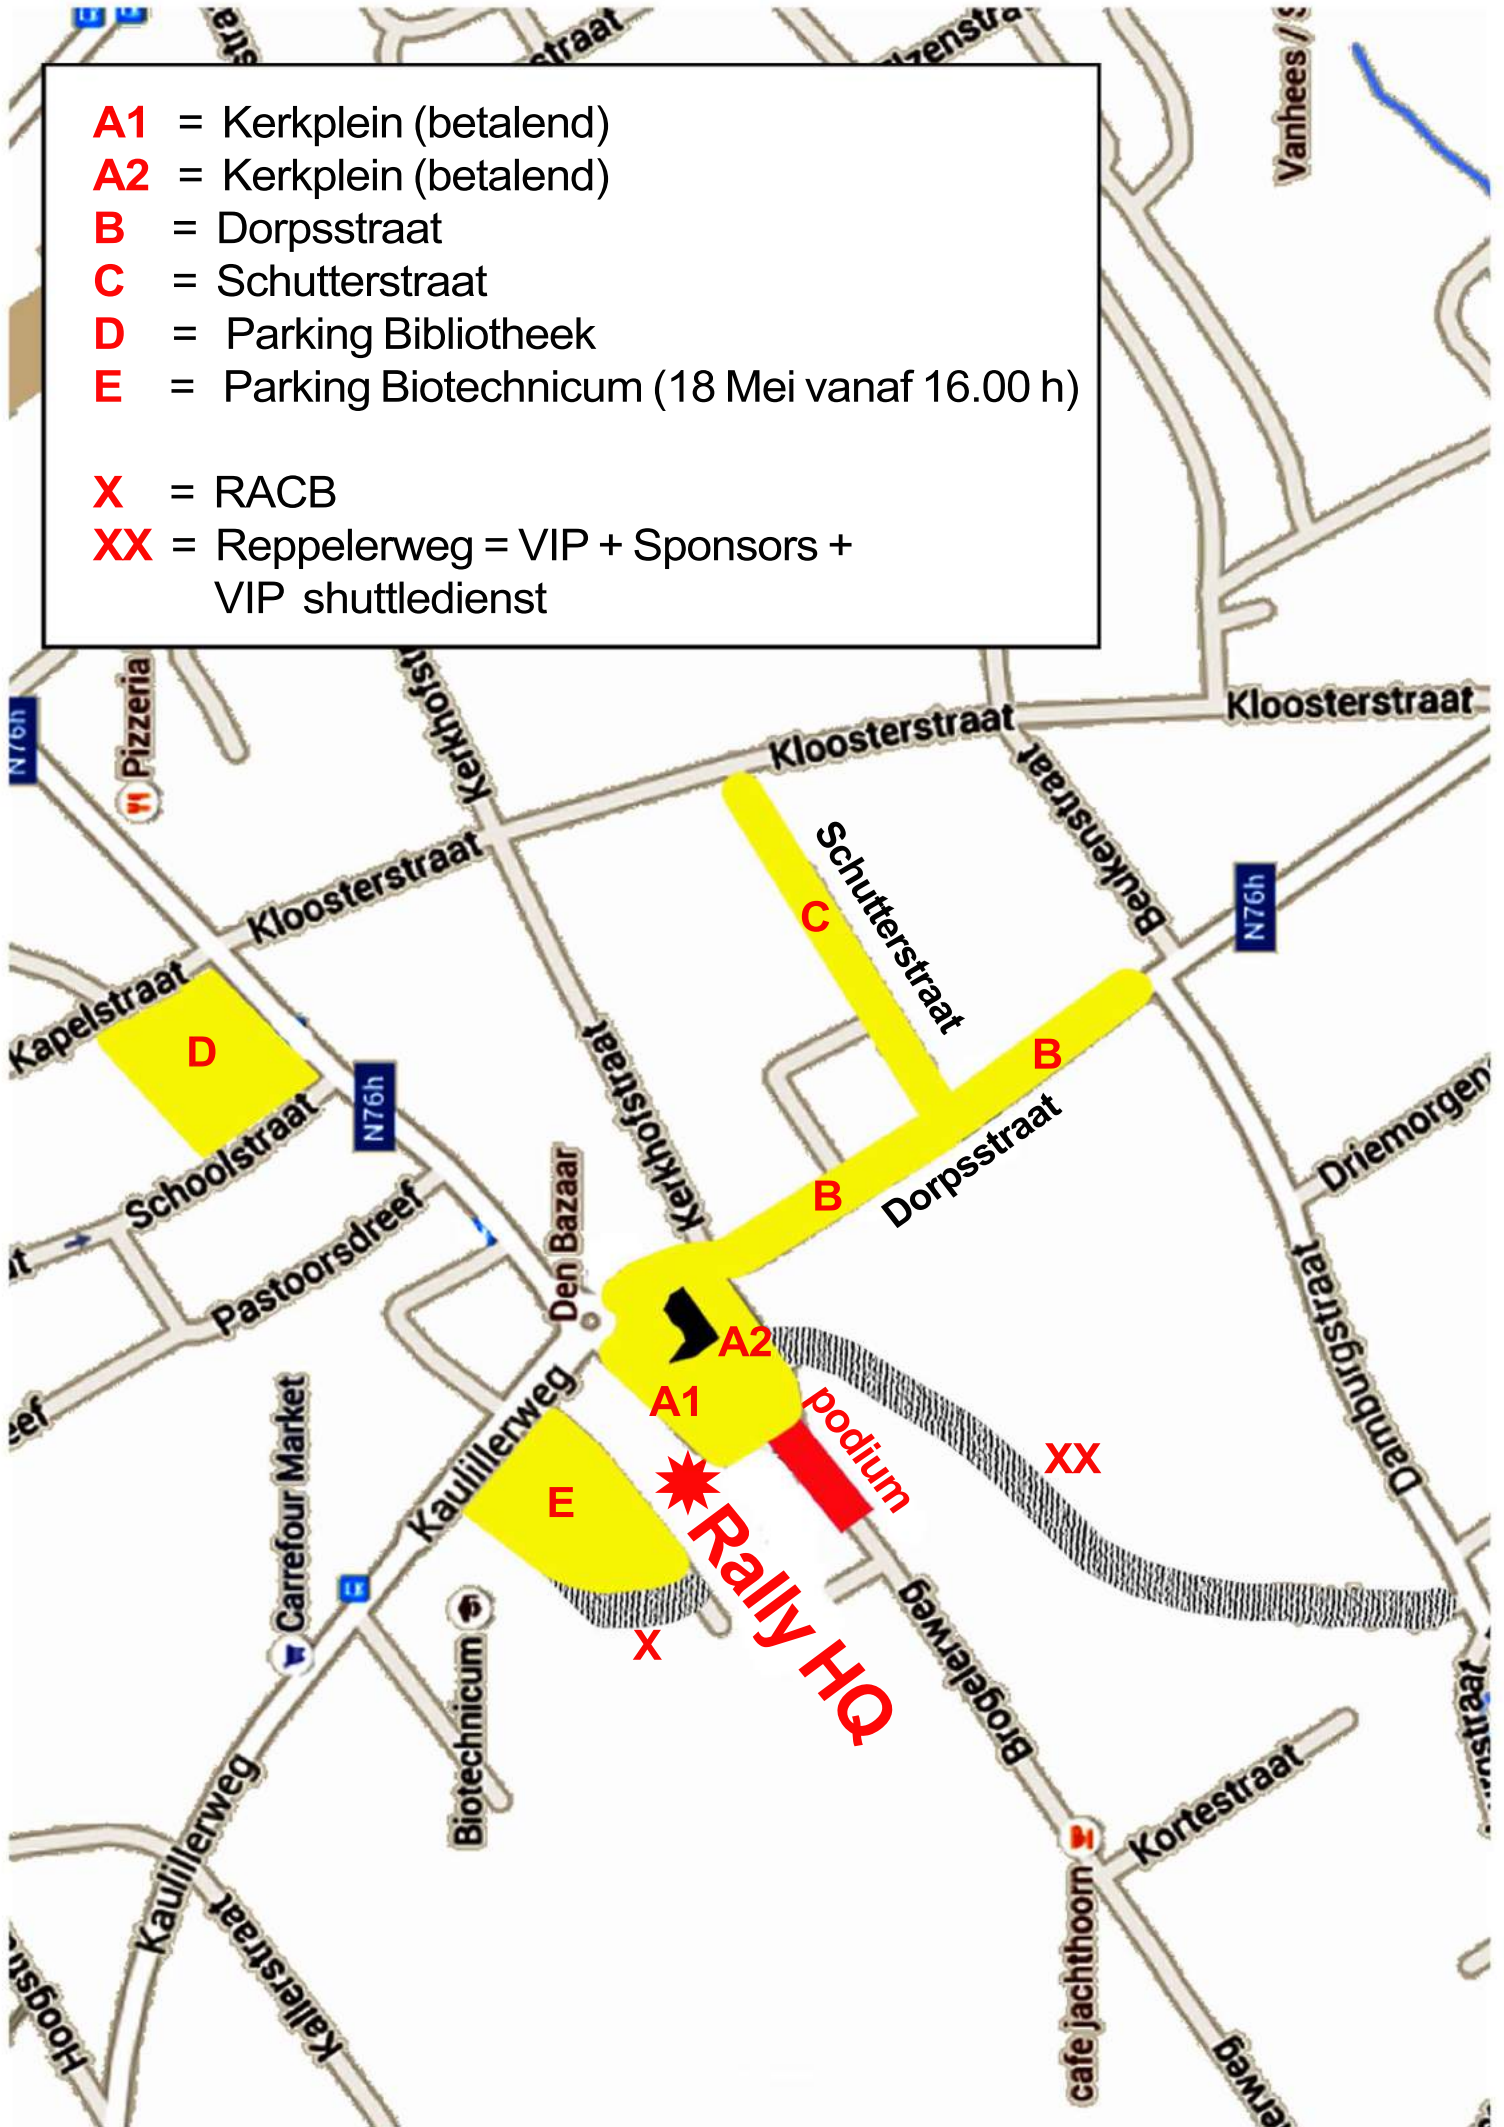 straat
Vanhees /
A1 = Kerkplein (betalend)
A2 = Kerkplein (betalend)
B = Dorpsstraat
C = Schutterstraat
D = Parking Bibliotheek
E = Parking Biotechnicum (18 Mei vanaf 16.00 h)
X = RACB
XX = Reppelerweg = VIP + Sponsors +
VIP shuttledienst
N76h
Pizzeria
Kloosterstraat
Kloosterstraat
Beukenstraat
Schutterstraat
C
Kloosterstraat
N76h
Kapelstraat
D
Kerkhofstraat
B
N76h
Schoolstraat
Dorpsstraat
Driemorgen
B
Pastoorsdreef
Den Bazaar
A2
A1
podium
Damburgstraat
XX
Carrefour Market
Kaulillerweg
E
Rally HQ
X
Biotechnicum
Brogelerweg
Kortestraat
Kaulillerweg
Kallerstraat
cafe jachthoorn